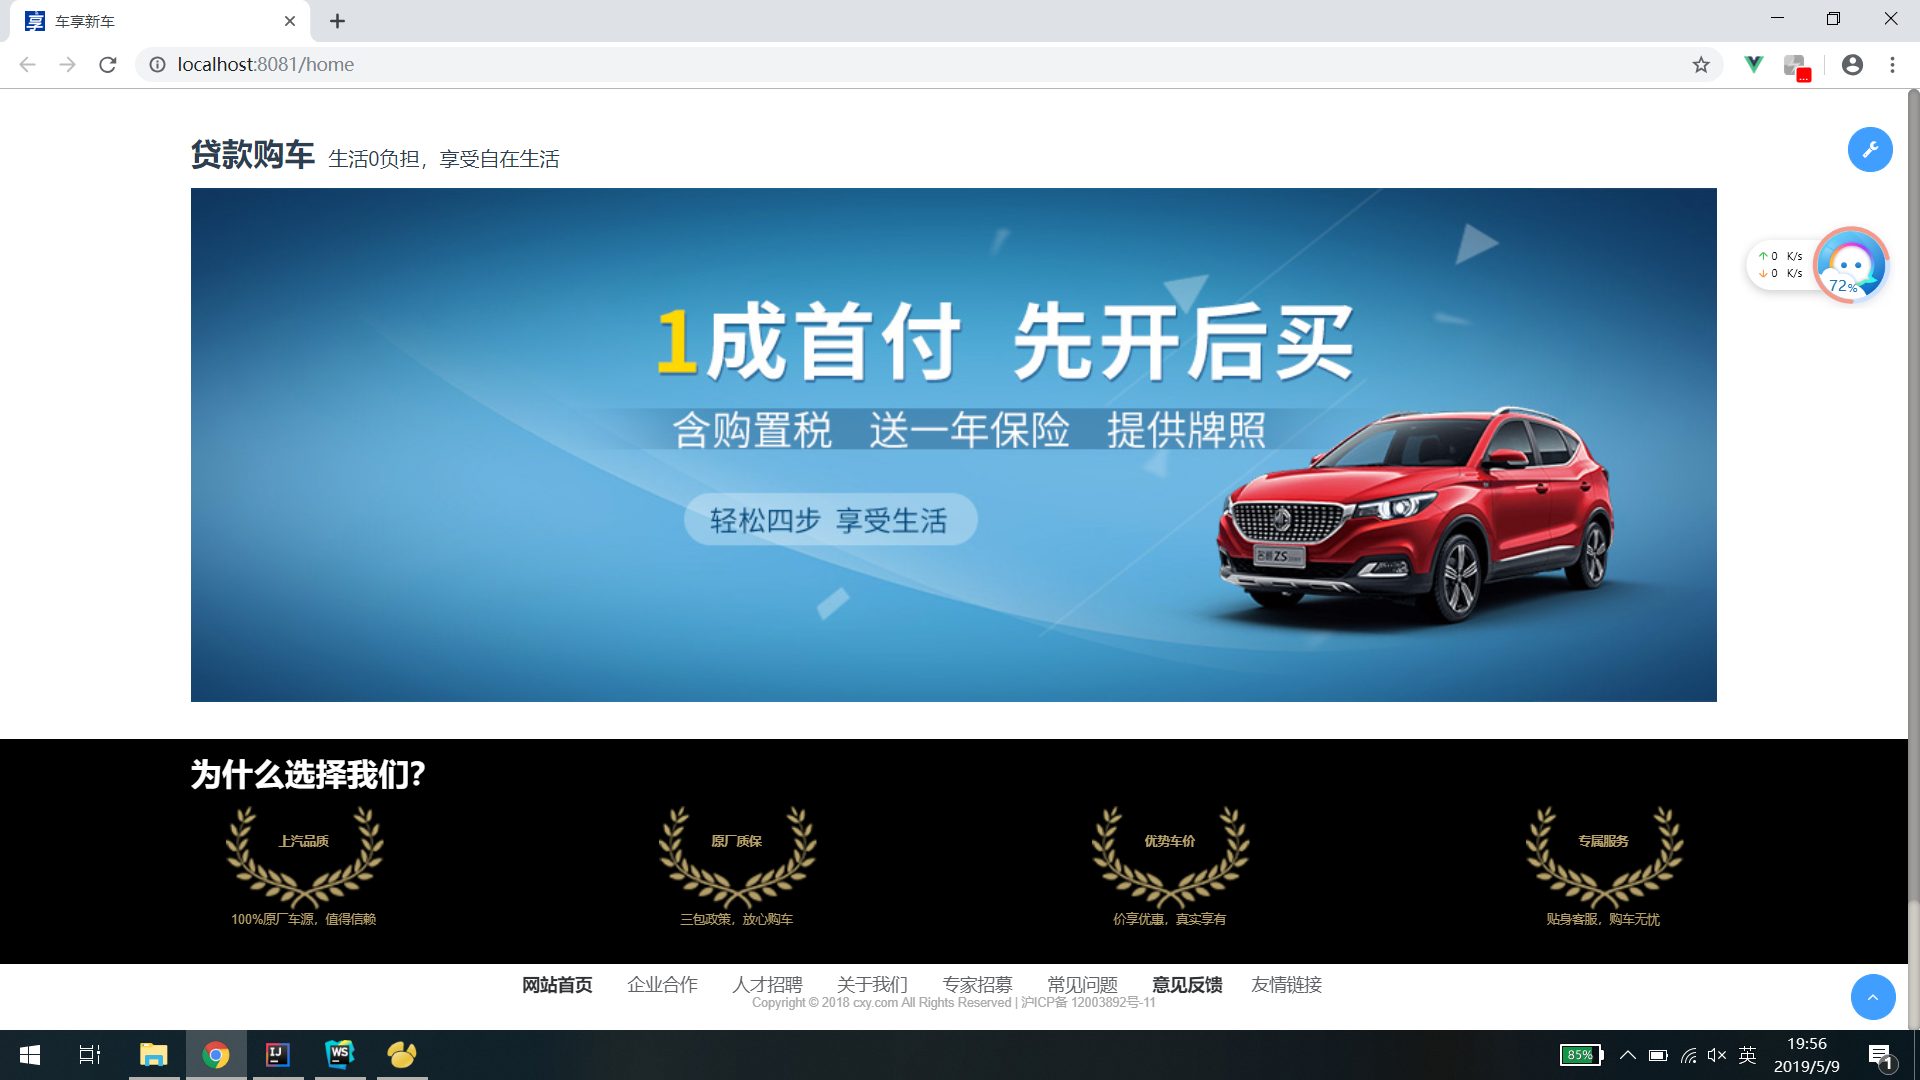 车享新车
localhost:8081/home
贷款购车 生活0负担，享受自在生活
↑ 0 K/s
↓ 0 K/s
72%
1成首付 先开后买
含购置税 送一年保险 提供牌照
轻松四步 享受生活
名爵ZS
为什么选择我们?
上汽品质 原厂质保 优势车价 专属服务
100%原厂车源，值得信赖 三包政策，放心购车 价享优惠，真实享有 贴身客服，购车无忧
网站首页 企业合作 人才招聘 关于我们 专家招募 常见问题 意见反馈 友情链接
Copyright © 2018 cxy.com All Rights Reserved | 沪ICP备 12003892号-11
IJ
WS
85%
英
19:56
2019/5/9
1